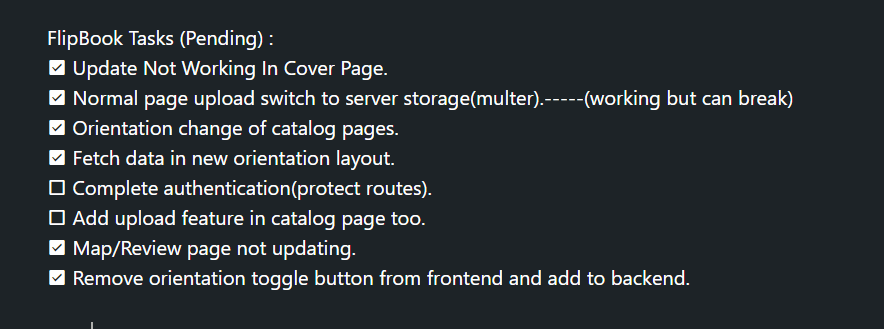 FlipBook Tasks (Pending) :
☑ Update Not Working In Cover Page.
☑ Normal page upload switch to server storage(multer).-----(working but can break)
☑ Orientation change of catalog pages.
☑ Fetch data in new orientation layout.
☐ Complete authentication(protect routes).
☐ Add upload feature in catalog page too.
☑ Map/Review page not updating.
☑ Remove orientation toggle button from frontend and add to backend.